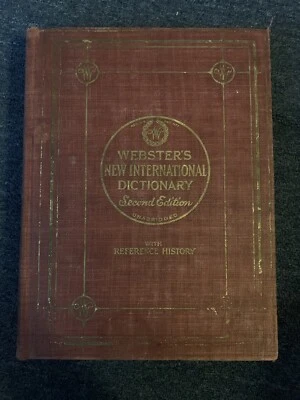 WEBSTER'S
NEW INTERNATIONAL
DICTIONARY
Second Edition
UNABRIDGED
WITH
REFERENCE HISTORY